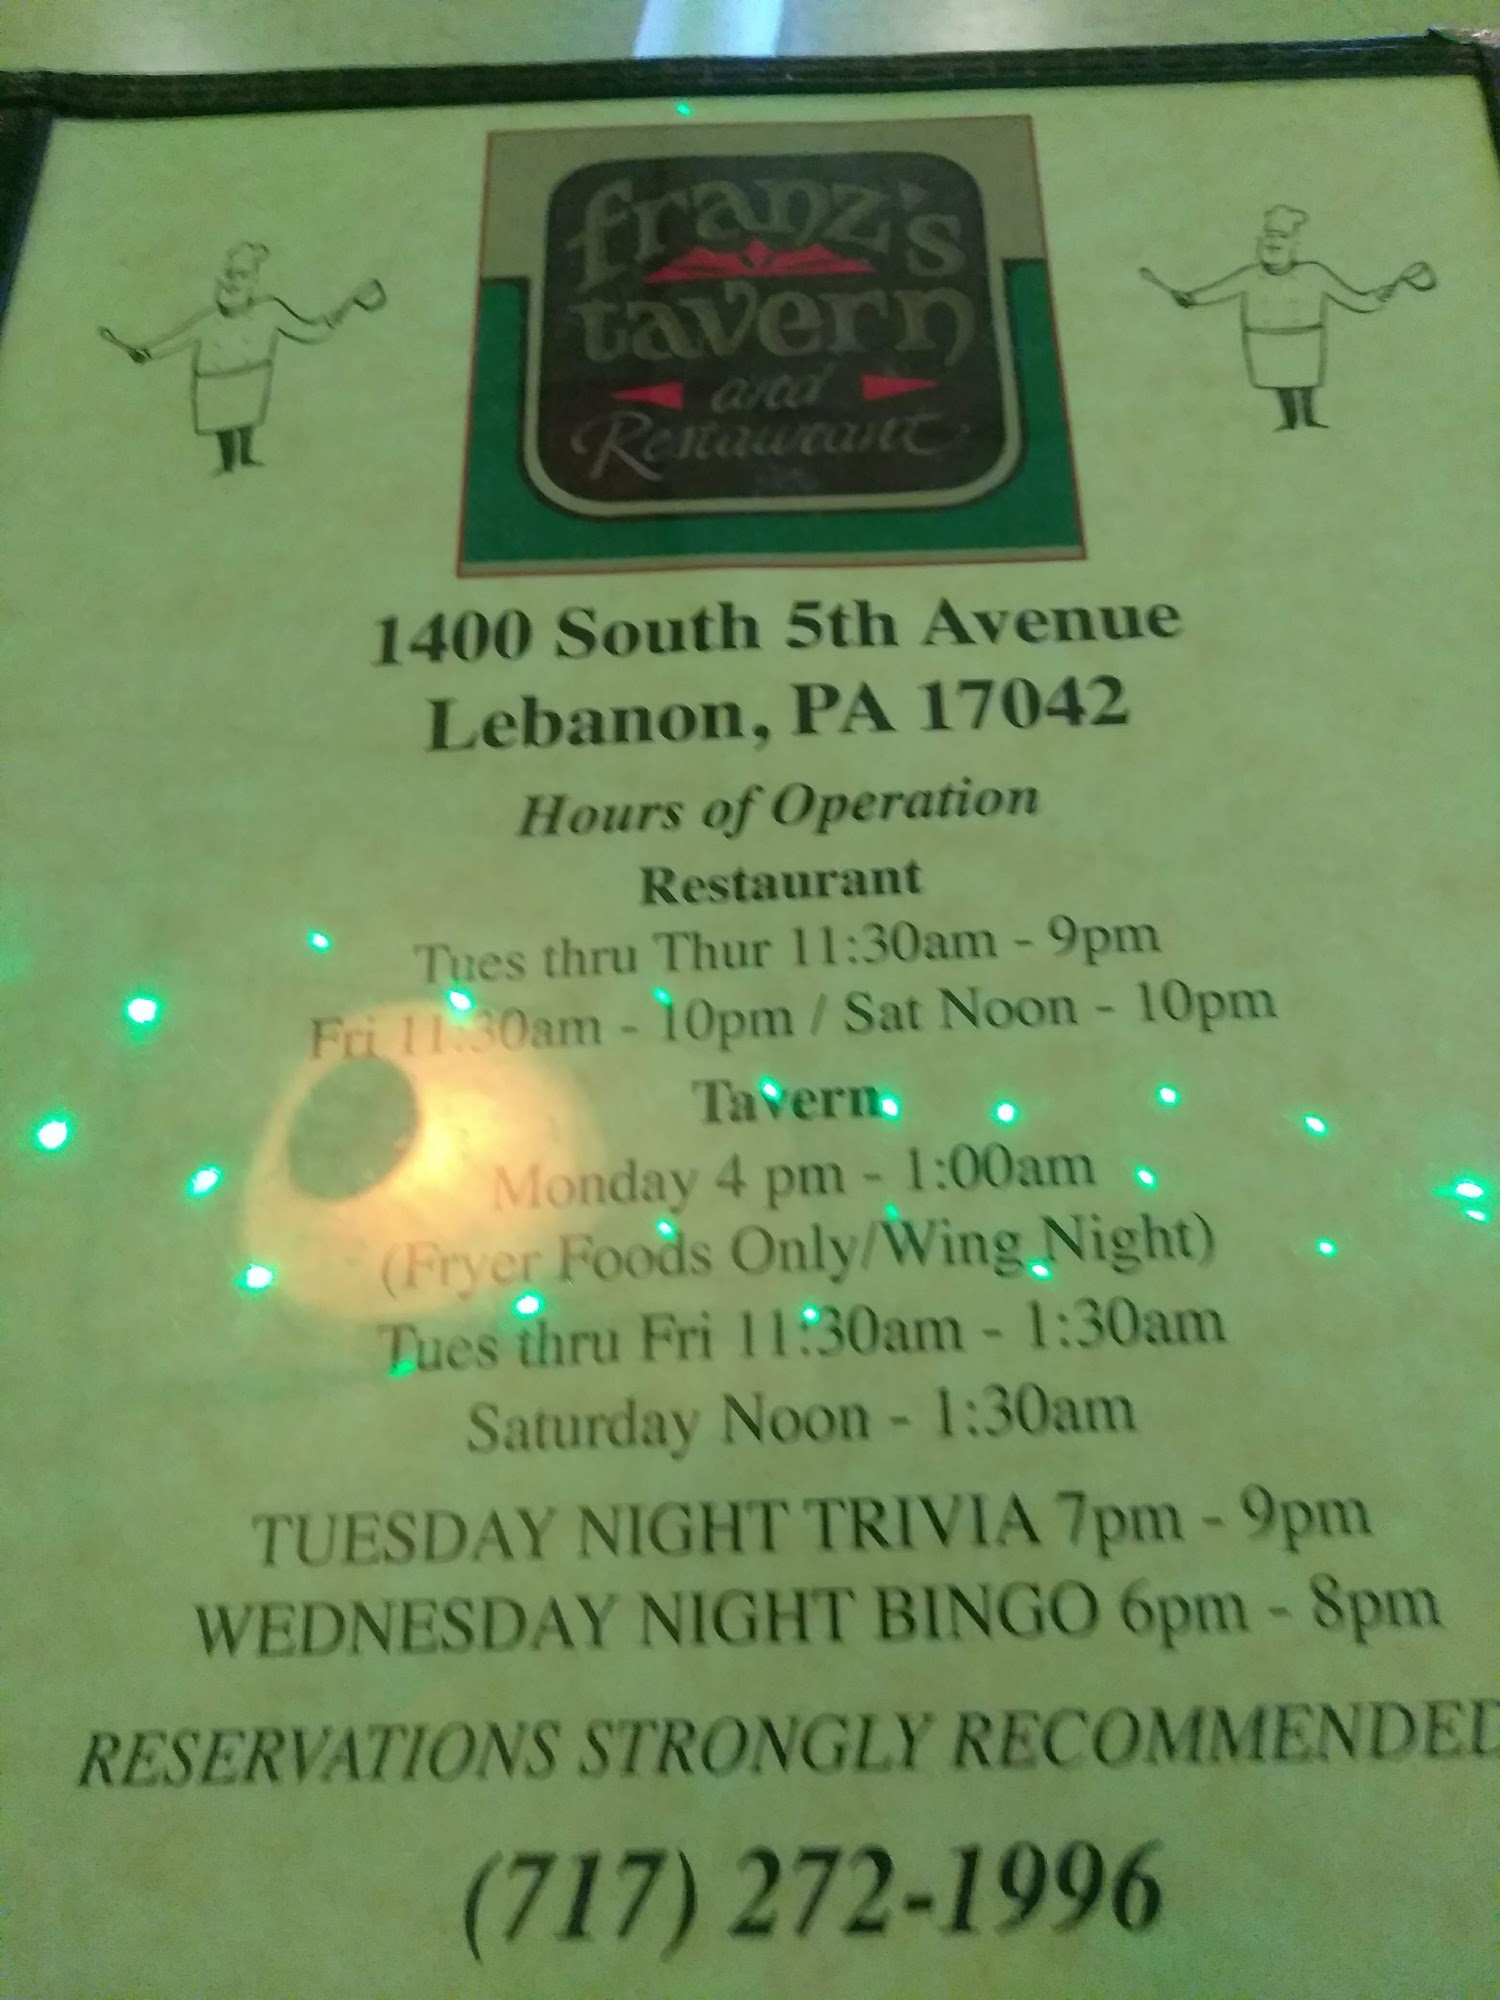 franz's
tavern
and
Restaurant
1400 South 5th Avenue
Lebanon, PA 17042
Hours of Operation
Restaurant
Tues thru Thur 11:30am - 9pm
Fri 11:30am - 10pm / Sat Noon - 10pm
Tavern
Monday 4 pm - 1:00am
(Fryer Foods Only/Wing Night)
Tues thru Fri 11:30am - 1:30am
Saturday Noon - 1:30am
TUESDAY NIGHT TRIVIA 7pm - 9pm
WEDNESDAY NIGHT BINGO 6pm - 8pm
RESERVATIONS STRONGLY RECOMMENDED
(717) 272-1996